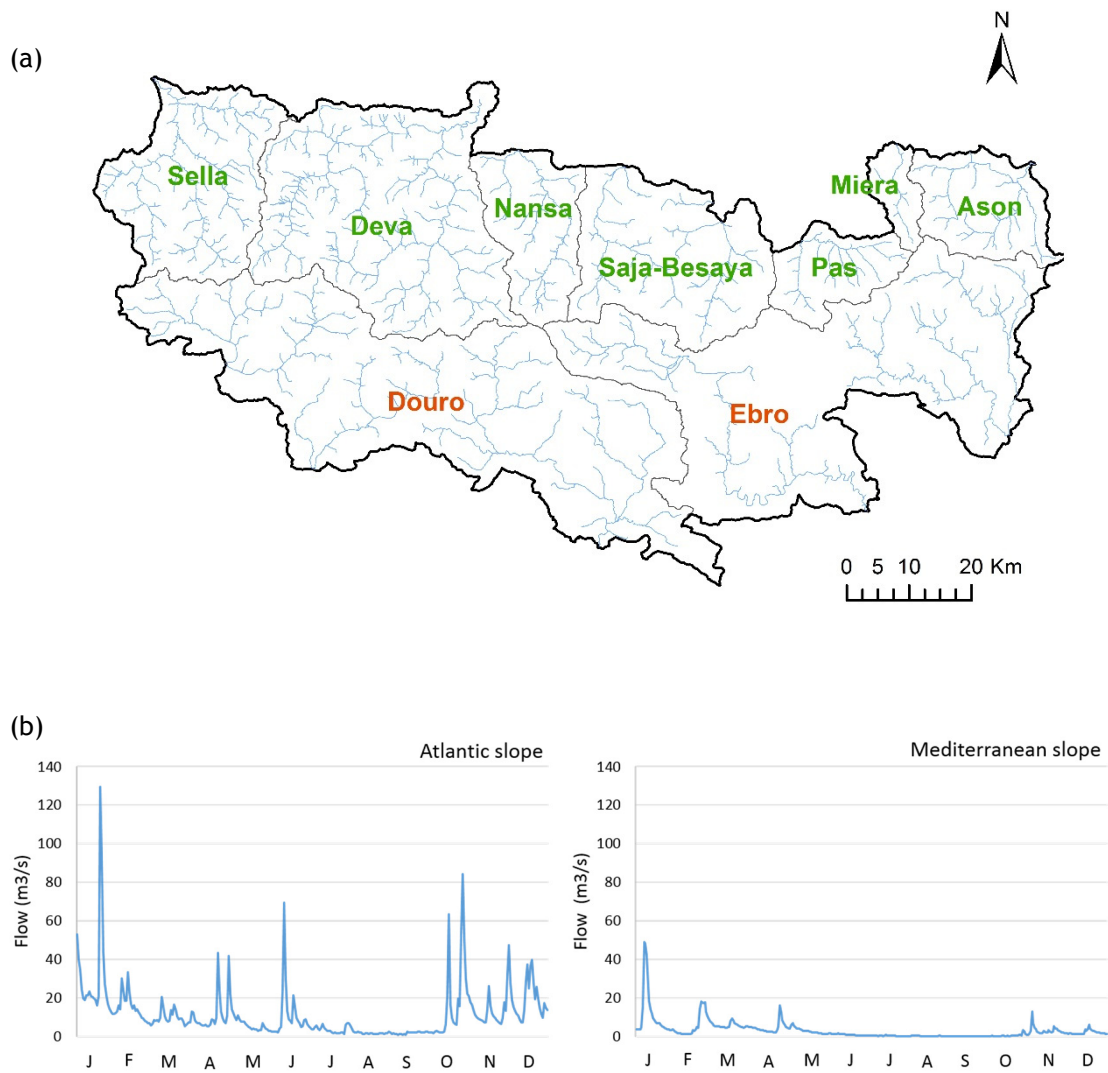 (a)
N
Sella
Deva
Nansa
Saja-Besaya
Pas
Miera
Ason
Douro
Ebro
0 5 10 20 Km
(b)
Atlantic slope
Flow (m3/s)
140
120
100
80
60
40
20
0
J F M A M J J A S O N D
Mediterranean slope
Flow (m3/s)
140
120
100
80
60
40
20
0
J F M A M J J A S O N D